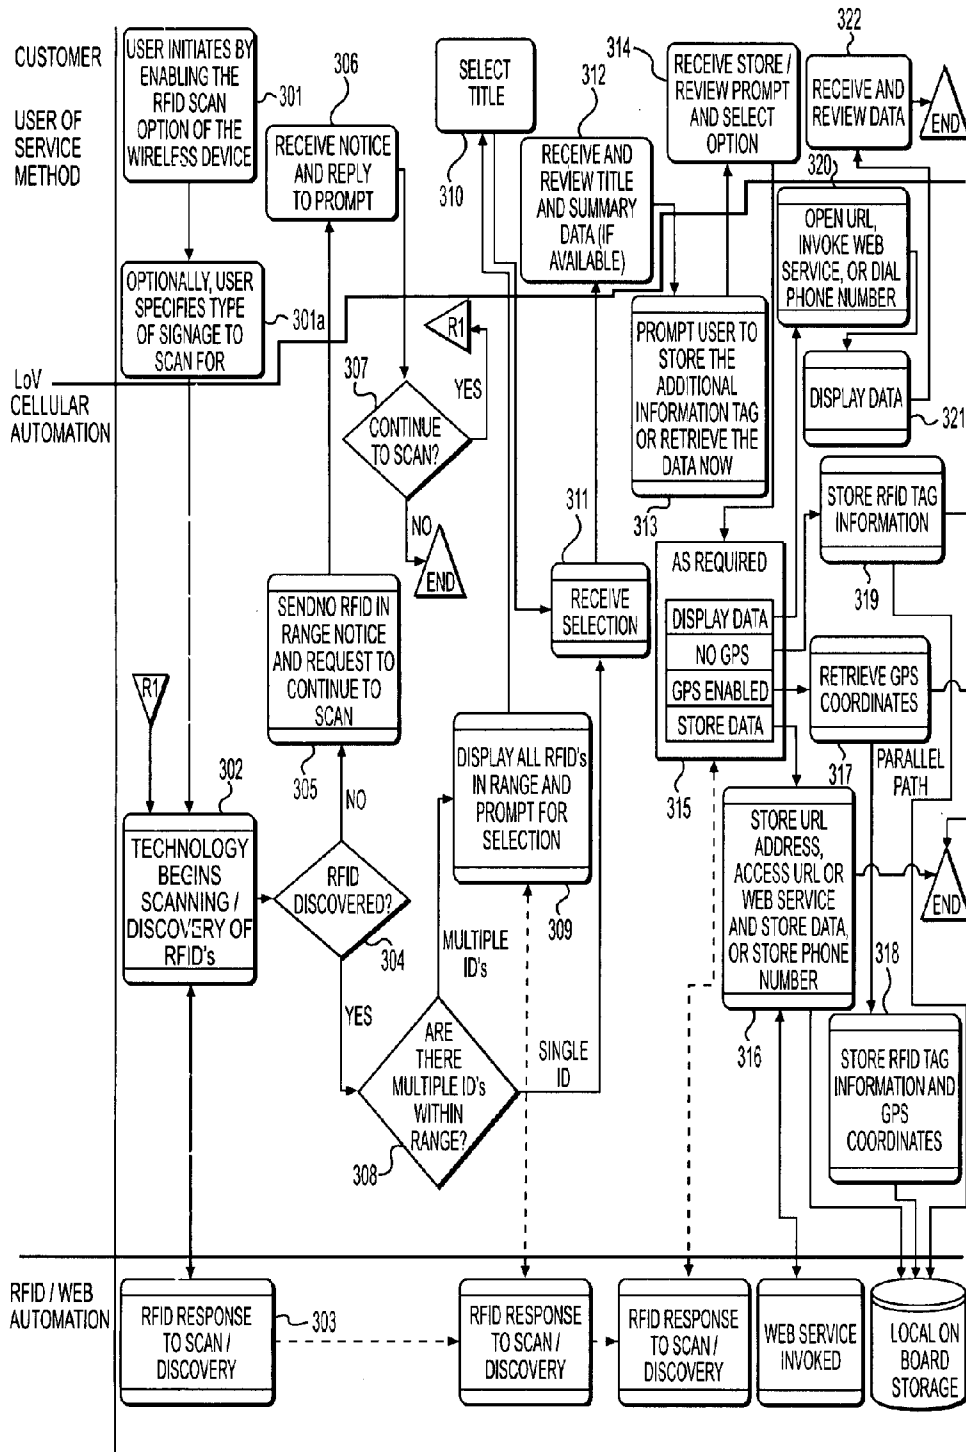 CUSTOMER
USER OF
SERVICE
METHOD
LoV
CELLULAR
AUTOMATION
RFID / WEB
AUTOMATION
USER INITIATES BY
ENABLING THE
RFID SCAN
OPTION OF THE
WIRELESS DEVICE
301
OPTIONALLY, USER
SPECIFIES TYPE
OF SIGNAGE TO
SCAN FOR
301a
R1
302
TECHNOLOGY
BEGINS
SCANNING /
DISCOVERY OF
RFID's
RFID RESPONSE
TO SCAN /
DISCOVERY
303
306
RECEIVE NOTICE
AND REPLY
TO PROMPT
SENDNO RFID IN
RANGE NOTICE
AND REQUEST TO
CONTINUE TO
SCAN
305
NO
RFID
DISCOVERED?
304
YES
R1
307
YES
CONTINUE
TO SCAN?
NO
END
ARE
THERE
MULTIPLE ID's
WITHIN
RANGE?
308
MULTIPLE
ID's
SINGLE
ID
SELECT
TITLE
310
DISPLAY ALL RFID's
IN RANGE AND
PROMPT FOR
SELECTION
309
RFID RESPONSE
TO SCAN /
DISCOVERY
312
RECEIVE AND
REVIEW TITLE
AND SUMMARY
DATA (IF
AVAILABLE)
311
RECEIVE
SELECTION
314
RECEIVE STORE /
REVIEW PROMPT
AND SELECT
OPTION
PROMPT USER TO
STORE THE
ADDITIONAL
INFORMATION TAG
OR RETRIEVE THE
DATA NOW
313
AS REQUIRED
DISPLAY DATA
NO GPS
GPS ENABLED
STORE DATA
315
RFID RESPONSE
TO SCAN /
DISCOVERY
322
RECEIVE AND
REVIEW DATA
END
320
OPEN URL,
INVOKE WEB
SERVICE, OR DIAL
PHONE NUMBER
DISPLAY DATA
321
STORE RFID TAG
INFORMATION
319
RETRIEVE GPS
COORDINATES
317
PARALLEL
PATH
STORE URL
ADDRESS,
ACCESS URL OR
WEB SERVICE
AND STORE DATA,
OR STORE PHONE
NUMBER
316
END
318
STORE RFID TAG
INFORMATION AND
GPS
COORDINATES
WEB SERVICE
INVOKED
LOCAL ON
BOARD
STORAGE